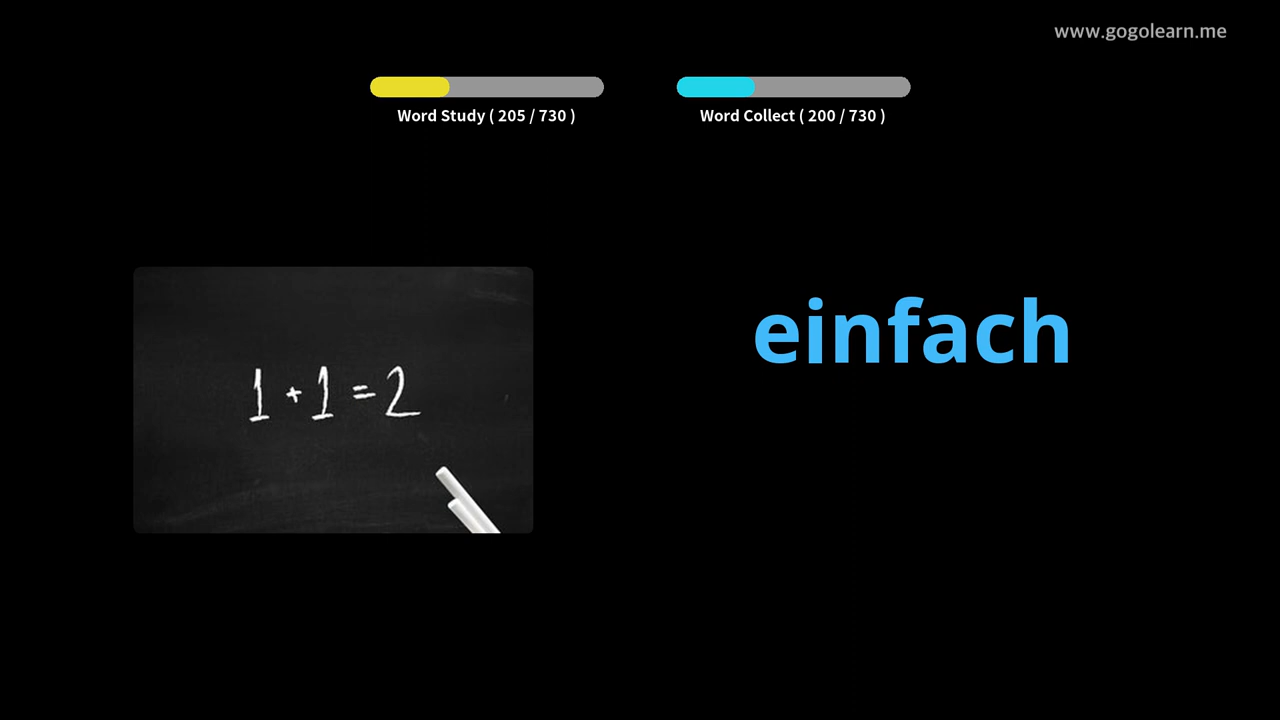 www.gogolearn.me
Word Study ( 205 / 730 )
Word Collect ( 200 / 730 )
1 + 1 = 2
einfach